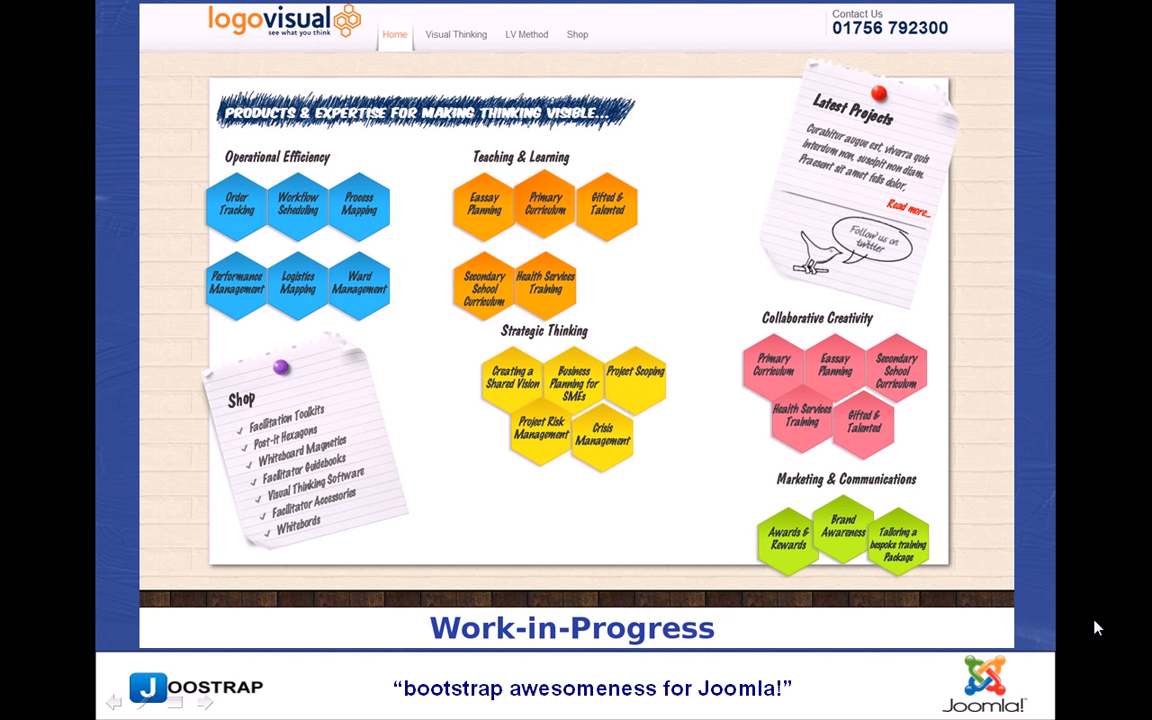 logovisual
see what you think
Home
Visual Thinking
LV Method
Shop
Contact Us
01756 792300
PRODUCTS & EXPERTISE FOR MAKING THINKING VISIBLE...
Operational Efficiency
Order
Tracking
Workflow
Scheduling
Process
Mapping
Performance
Management
Logistics
Mapping
Ward
Management
Teaching & Learning
Eassay
Planning
Primary
Curriculum
Gifted &
Talented
Secondary
School
Curriculum
Health Services
Training
Latest Projects
Curabitur augue est, viverra quis
interdum non, suscipit non diam.
Praesent sit amet felis dolor,
Read more...
Follow us on
twitter
Strategic Thinking
Creating a
Shared Vision
Business
Planning for
SMEs
Project Scoping
Project Risk
Management
Crisis
Management
Collaborative Creativity
Primary
Curriculum
Eassay
Planning
Secondary
School
Curriculum
Health Services
Training
Gifted &
Talented
Shop
Facilitation Toolkits
Post-it Hexagons
Whiteboard Magnetics
Facilitator Guidebooks
Visual Thinking Software
Facilitator Accessories
Whitebords
Marketing & Communications
Awards &
Rewards
Brand
Awareness
Tailoring a
bespoke training
Package
Work-in-Progress
JOOSTRAP
“bootstrap awesomeness for Joomla!”
Joomla!